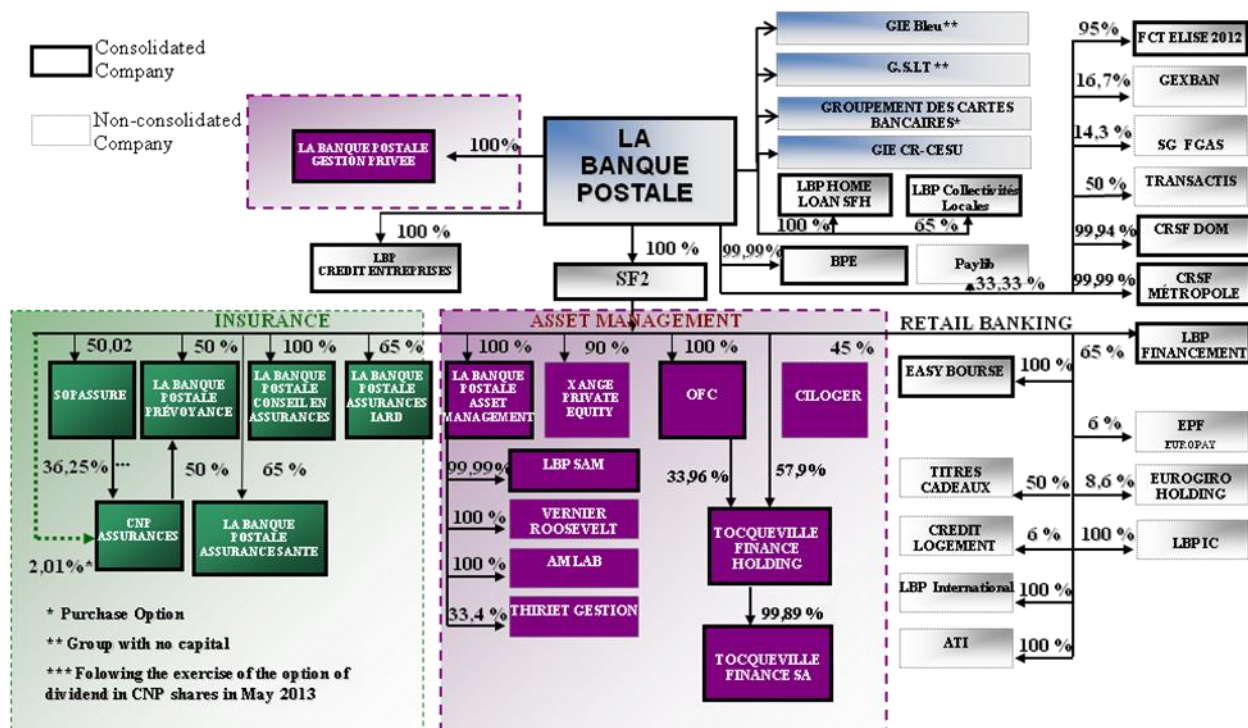 Consolidated
Company
Non-consolidated
Company
LA BANQUE POSTALE
GESTION PRIVEE
100%
LA
BANQUE
POSTALE
GIE Bleu**
G.S.I.T **
GROUPEMENT DES CARTES
BANCAIRES*
GIE CR-CESU
LBP HOME
LOAN SFH
LBP Collectivités
Locales
100 %
65 %
95%
FCT ELISE 2012
16,7%
GEXBAN
14,3 %
SG FGAS
50 %
TRANSACTIS
99,94 %
CRSF DOM
99,99 %
CRSF
MÉTROPOLE
100 %
LBP
CREDIT ENTREPRISES
100 %
SF2
99,99%
BPE
Paylib
33,33 %
INSURANCE
ASSET MANAGEMENT
RETAIL BANKING
50,02
50 %
100%
65 %
100 %
90 %
100 %
45 %
65 %
LBP
FINANCEMENT
SOPASSURE
LA BANQUE
POSTALE
PRÉVOYANCE
LA BANQUE
POSTALE
CONSEIL EN
ASSURANCES
LA BANQUE
POSTALE
ASSURANCES
IARD
LA BANQUE
POSTALE
ASSET
MANAGEMENT
XANGE
PRIVATE
EQUITY
OFC
CILOGER
EASY BOURSE
100 %
36,25% ***
50 %
65 %
99,99%
LBP SAM
33,96 %
57,9%
6 %
EPF
EUROPAY
CNP
ASSURANCES
LA BANQUE
POSTALE
ASSURANCE SANTE
100 %
VERNIER
ROOSEVELT
TOCQUEVILLE
FINANCE
HOLDING
TITRES
CADEAUX
50 %
8,6 %
EUROGIRO
HOLDING
2,01%*
100 %
AM LAB
CREDIT
LOGEMENT
6 %
100 %
LBP IC
33,4 %
THIRIET GESTION
99,89 %
LBP International
100 %
* Purchase Option
** Group with no capital
*** Folowing the exercise of the option of
dividend in CNP shares in May 2013
TOCQUEVILLE
FINANCE SA
ATI
100 %